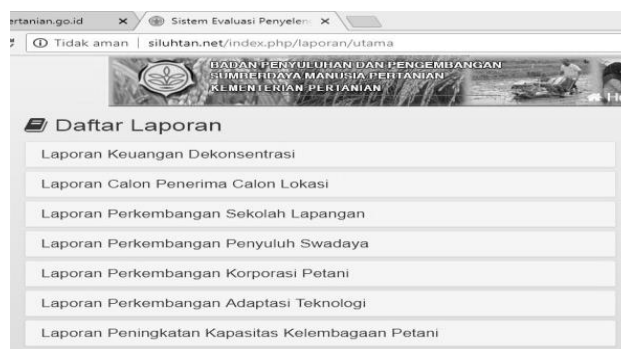 ertanian.go.id
Sistem Evaluasi Penyelen
Tidak aman | siluhtan.net/index.php/laporan/utama
BADAN PENYULUHAN DAN PENGEMBANGAN
SUMBERDAYA MANUSIA PERTANIAN
KEMENTERIAN PERTANIAN
Daftar Laporan
Laporan Keuangan Dekonsentrasi
Laporan Calon Penerima Calon Lokasi
Laporan Perkembangan Sekolah Lapangan
Laporan Perkembangan Penyuluh Swadaya
Laporan Perkembangan Korporasi Petani
Laporan Perkembangan Adaptasi Teknologi
Laporan Peningkatan Kapasitas Kelembagaan Petani